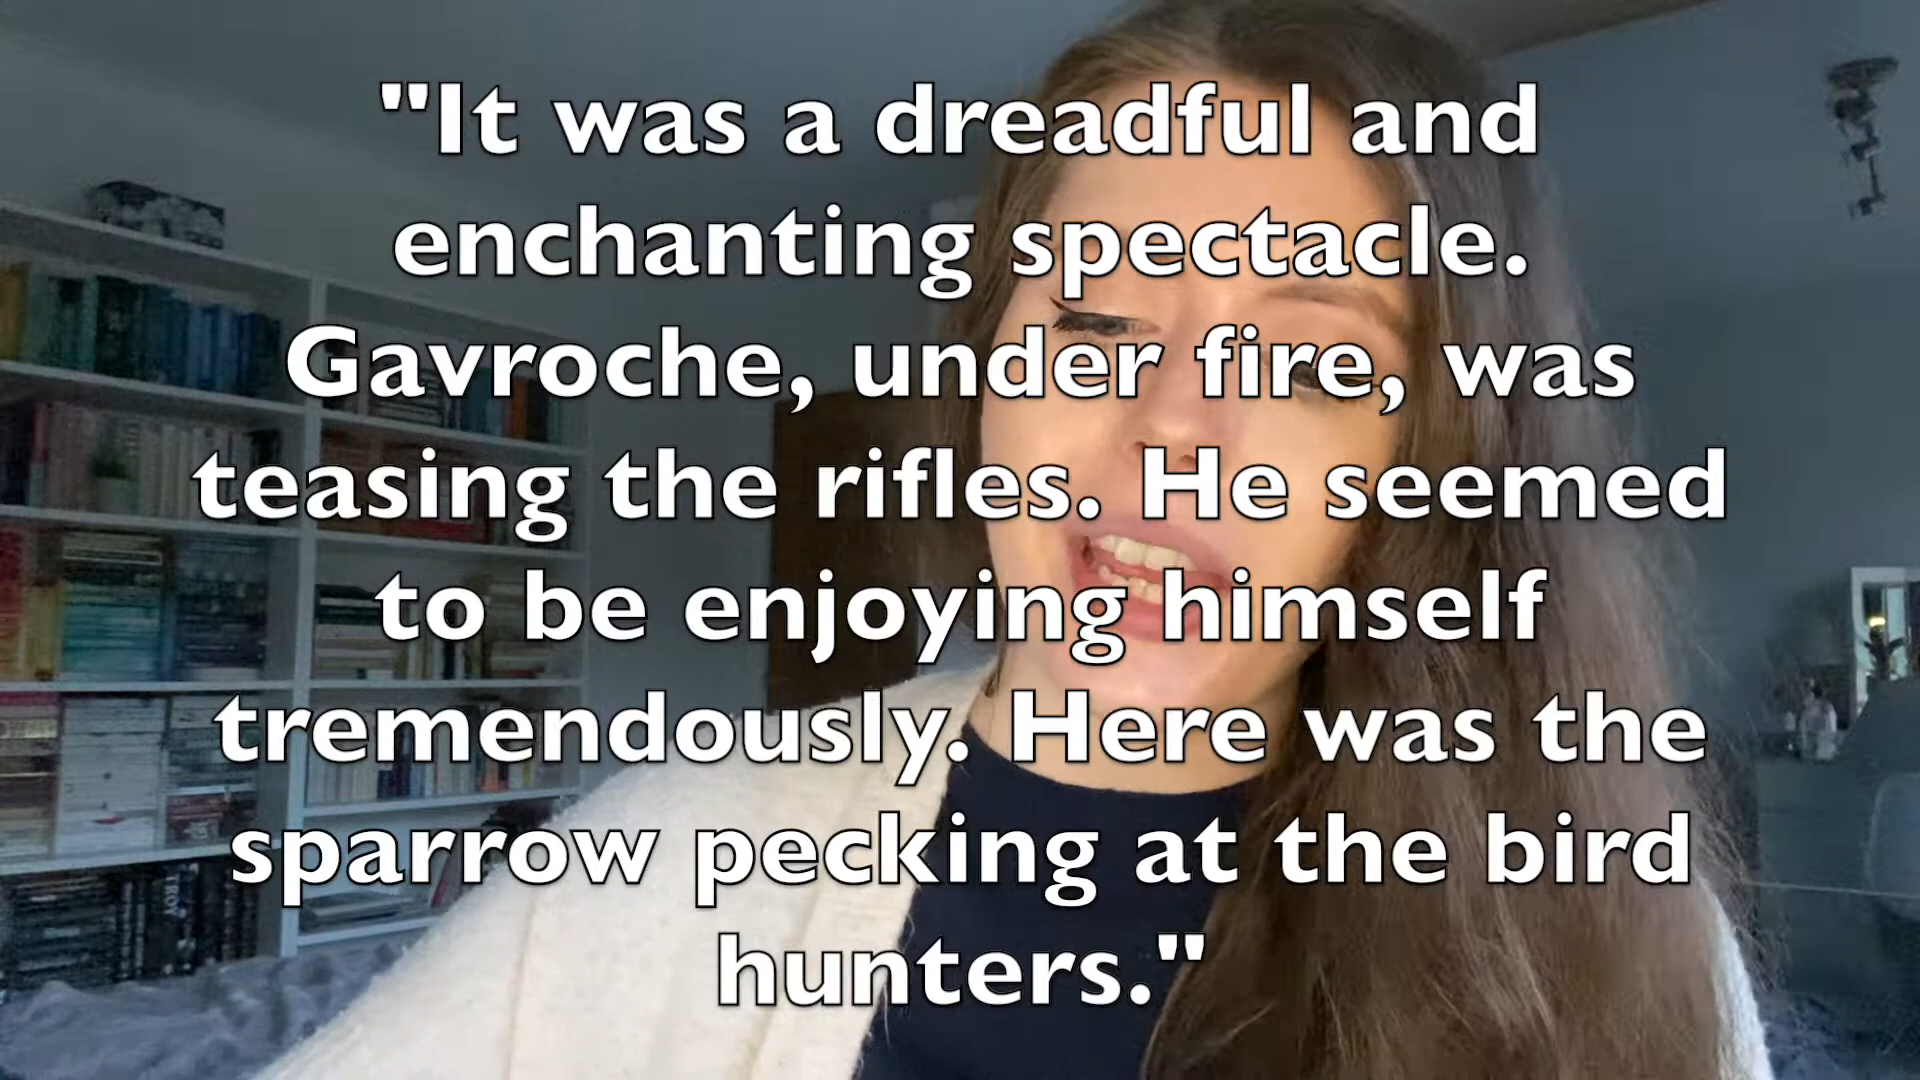 "It was a dreadful and
enchanting spectacle.
Gavroche, under fire, was
teasing the rifles. He seemed
to be enjoying himself
tremendously. Here was the
sparrow pecking at the bird
hunters."